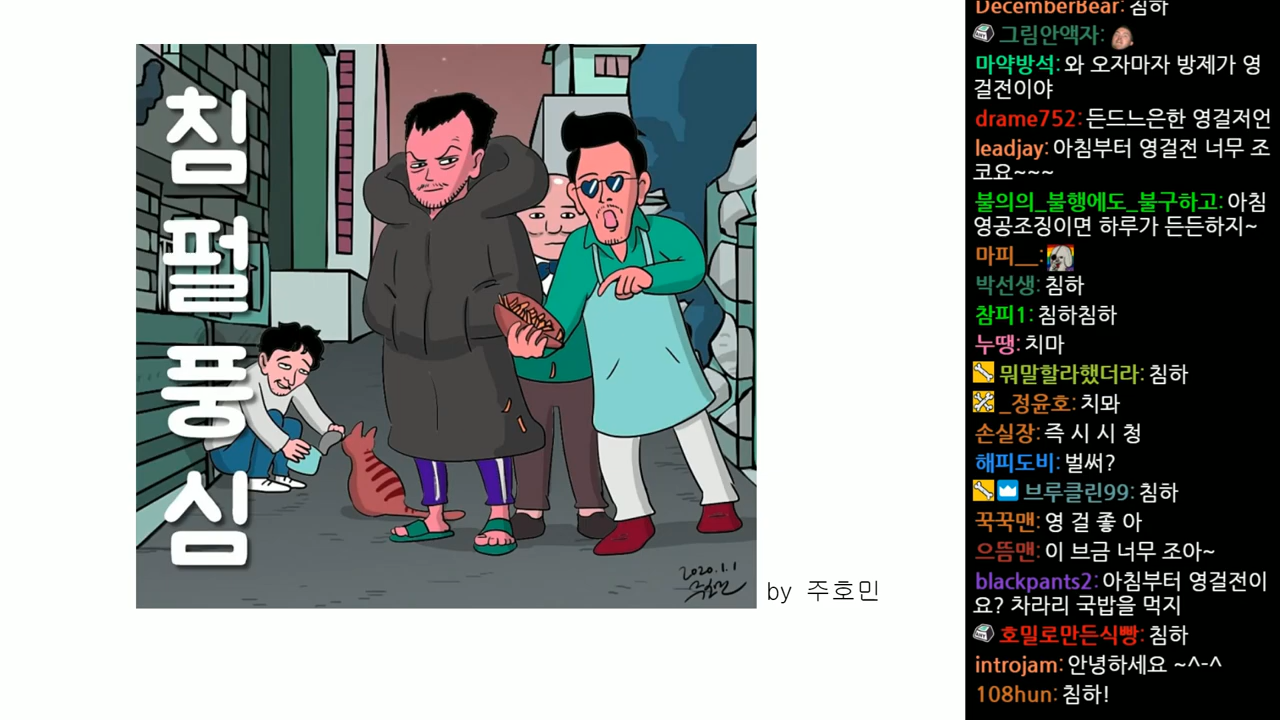 침
펄
풍
심
2020.1.1
by 주호민
DecemberBear: 침하
그림안액자:
마약방석: 와 오자마자 방제가 영
걸전이야
drame752: 든드느은한 영걸저언
leadjay: 아침부터 영걸전 너무 조
코요~~~
불의의_불행에도_불구하고: 아침
영공조징이면 하루가 든든하지~
마피__:
박선생: 침하
참피1: 침하침하
누땡: 치마
뭐말할라했더라: 침하
_정윤호: 치뫄
손실장: 즉 시 시 청
해피도비: 벌써?
브루클린99: 침하
꾹꾹맨: 영 걸 좋 아
으뜸맨: 이 브금 너무 조아~
blackpants2: 아침부터 영걸전이
요? 차라리 국밥을 먹지
호밀로만든식빵: 침하
introjam: 안녕하세요 ~^-^
108hun: 침하!